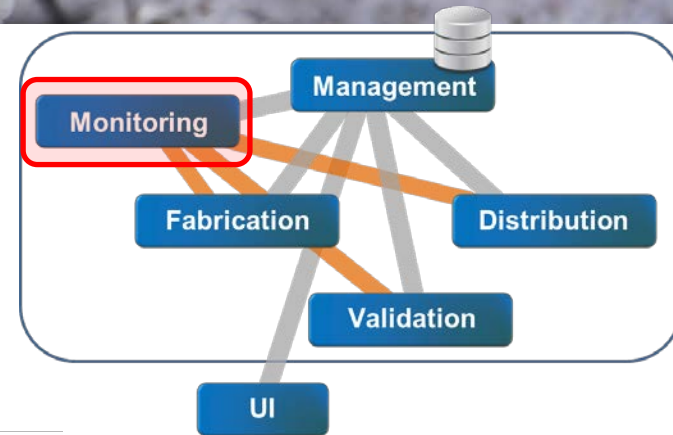 Management
Monitoring
Fabrication
Distribution
Validation
UI